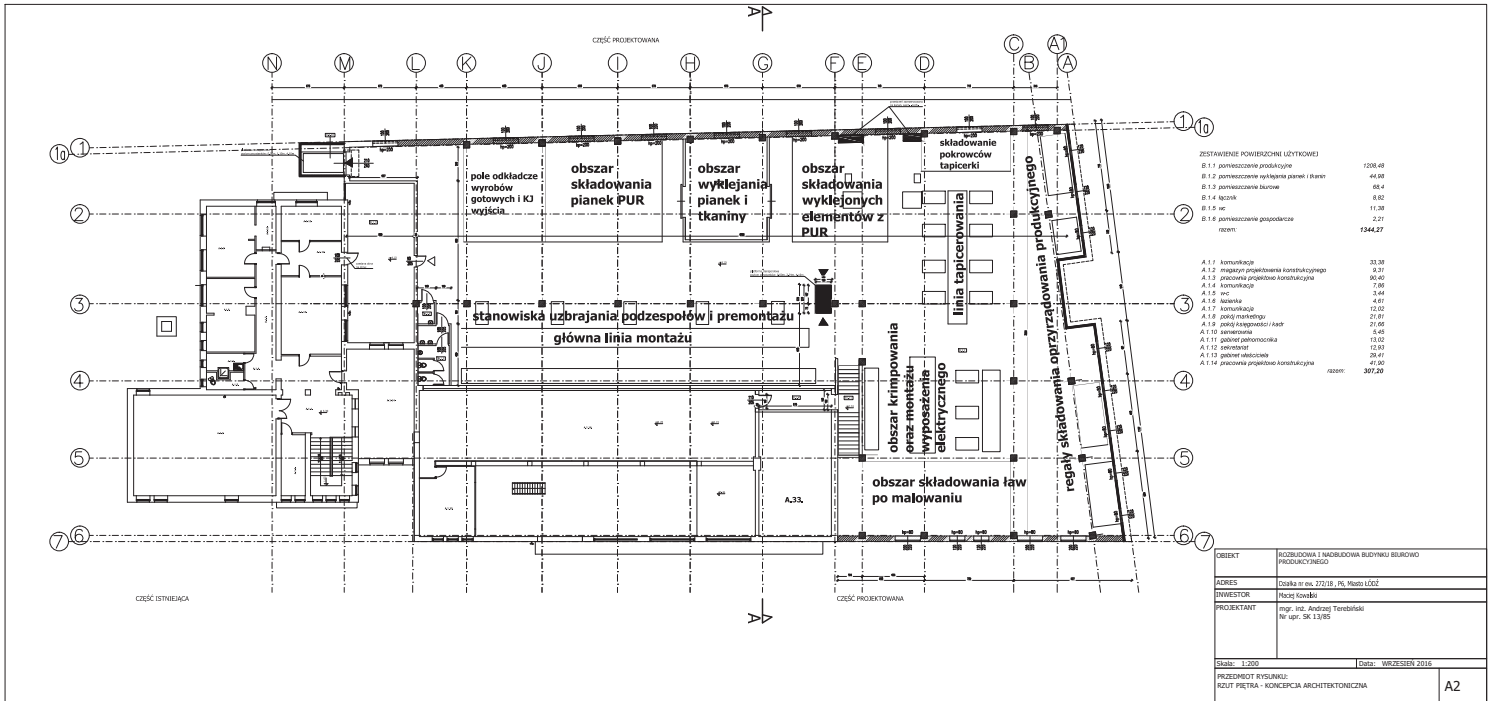 A A
CZĘŚĆ PROJEKTOWANA
N M L K J I H G F E D C B A1 A
1 1
1a 1a
2 2
3 3
4 4
5 5
6 6
7 7
pole odkładcze
wyrobów
gotowych i KJ
wyjścia
obszar
składowania
pianek PUR
obszar
wyklejania
pianek i
tkaniny
obszar
składowania
wyklejonych
elementów z
PUR
składowanie
pokrowców
tapicerki
linia tapicerowania
regały składowania oprzyrządowania produkcyjnego
stanowiska uzbrajania podzespołów i premontażu
główna linia montażu
obszar krimpowania
oraz montażu
wyposażenia
elektrycznego
obszar składowania ław
po malowaniu
A.33.
CZĘŚĆ ISTNIEJĄCA
CZĘŚĆ PROJEKTOWANA
A A
ZESTAWIENIE POWIERZCHNI UŻYTKOWEJ
B.1.1 pomieszczenie produkcyjne 1208,48
B.1.2 pomieszczenie wyklejania pianek i tkanin 44,98
B.1.3 pomieszczenie biurowe 68,4
B.1.4 łącznik 8,82
B.1.5 wc 11,38
B.1.6 pomieszczenie gospodarcze 2,21
razem: 1344,27
A.1.1 komunikacja 33,38
A.1.2 magazyn projektowania konstrukcyjnego 9,31
A.1.3 pracownia projektowo konstrukcyjna 90,40
A.1.4 komunikacja 7,86
A.1.5 w-c 3,44
A.1.6 łazienka 4,61
A.1.7 komunikacja 12,02
A.1.8 pokój marketingu 21,81
A.1.9 pokój księgowości i kadr 21,66
A.1.10 serwerownia 5,45
A.1.11 gabinet pełnomocnika 13,02
A.1.12 sekretariat 12,93
A.1.13 gabinet właściciela 29,41
A.1.14 pracownia projektowo konstrukcyjna 41,90
razem: 307,20
OBIEKT ROZBUDOWA I NADBUDOWA BUDYNKU BIUROWO
PRODUKCYJNEGO
ADRES Działka nr ew. 272/18 , P6, Miasto ŁÓDŹ
INWESTOR Maciej Kowalski
PROJEKTANT mgr. inż. Andrzej Terebiński
Nr upr. SK 13/85
Skala: 1:200 Data: WRZESIEŃ 2016
PRZEDMIOT RYSUNKU:
RZUT PIĘTRA - KONCEPCJA ARCHITEKTONICZNA
A2